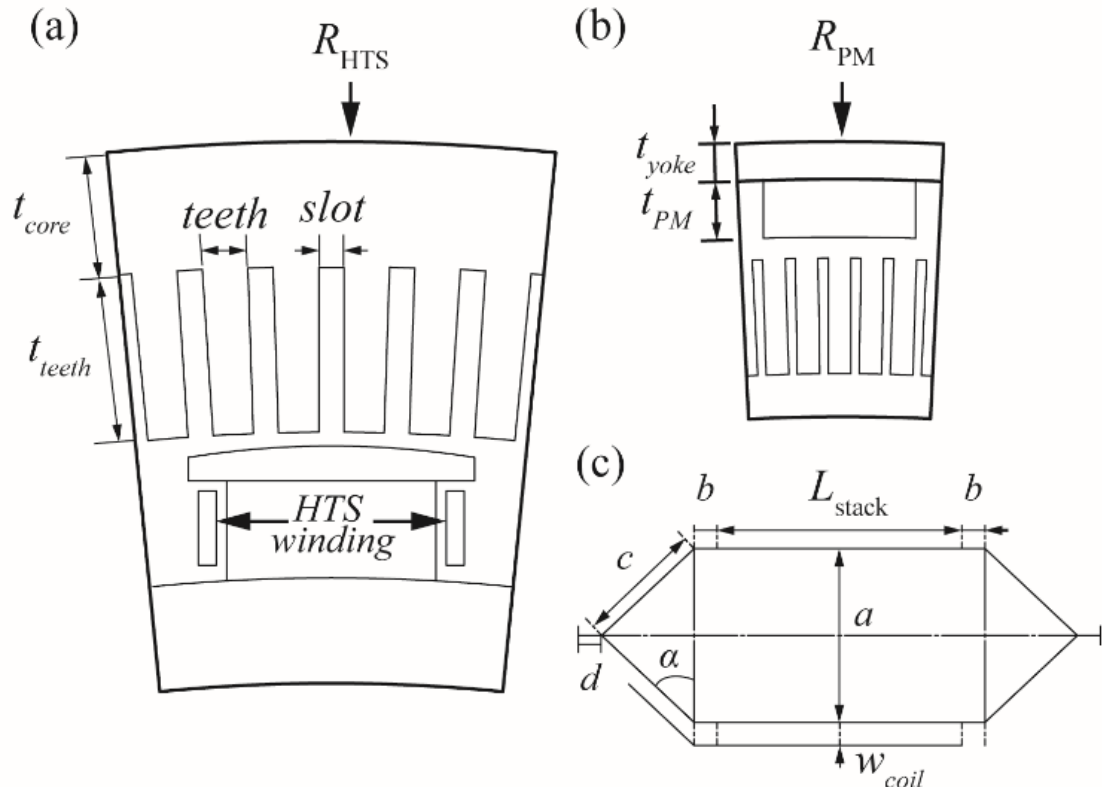 (a)
R_HTS
t_core
teeth
slot
t_teeth
HTS
winding
(b)
R_PM
t_yoke
t_PM
(c)
b
L_stack
b
c
a
α
d
w_coil